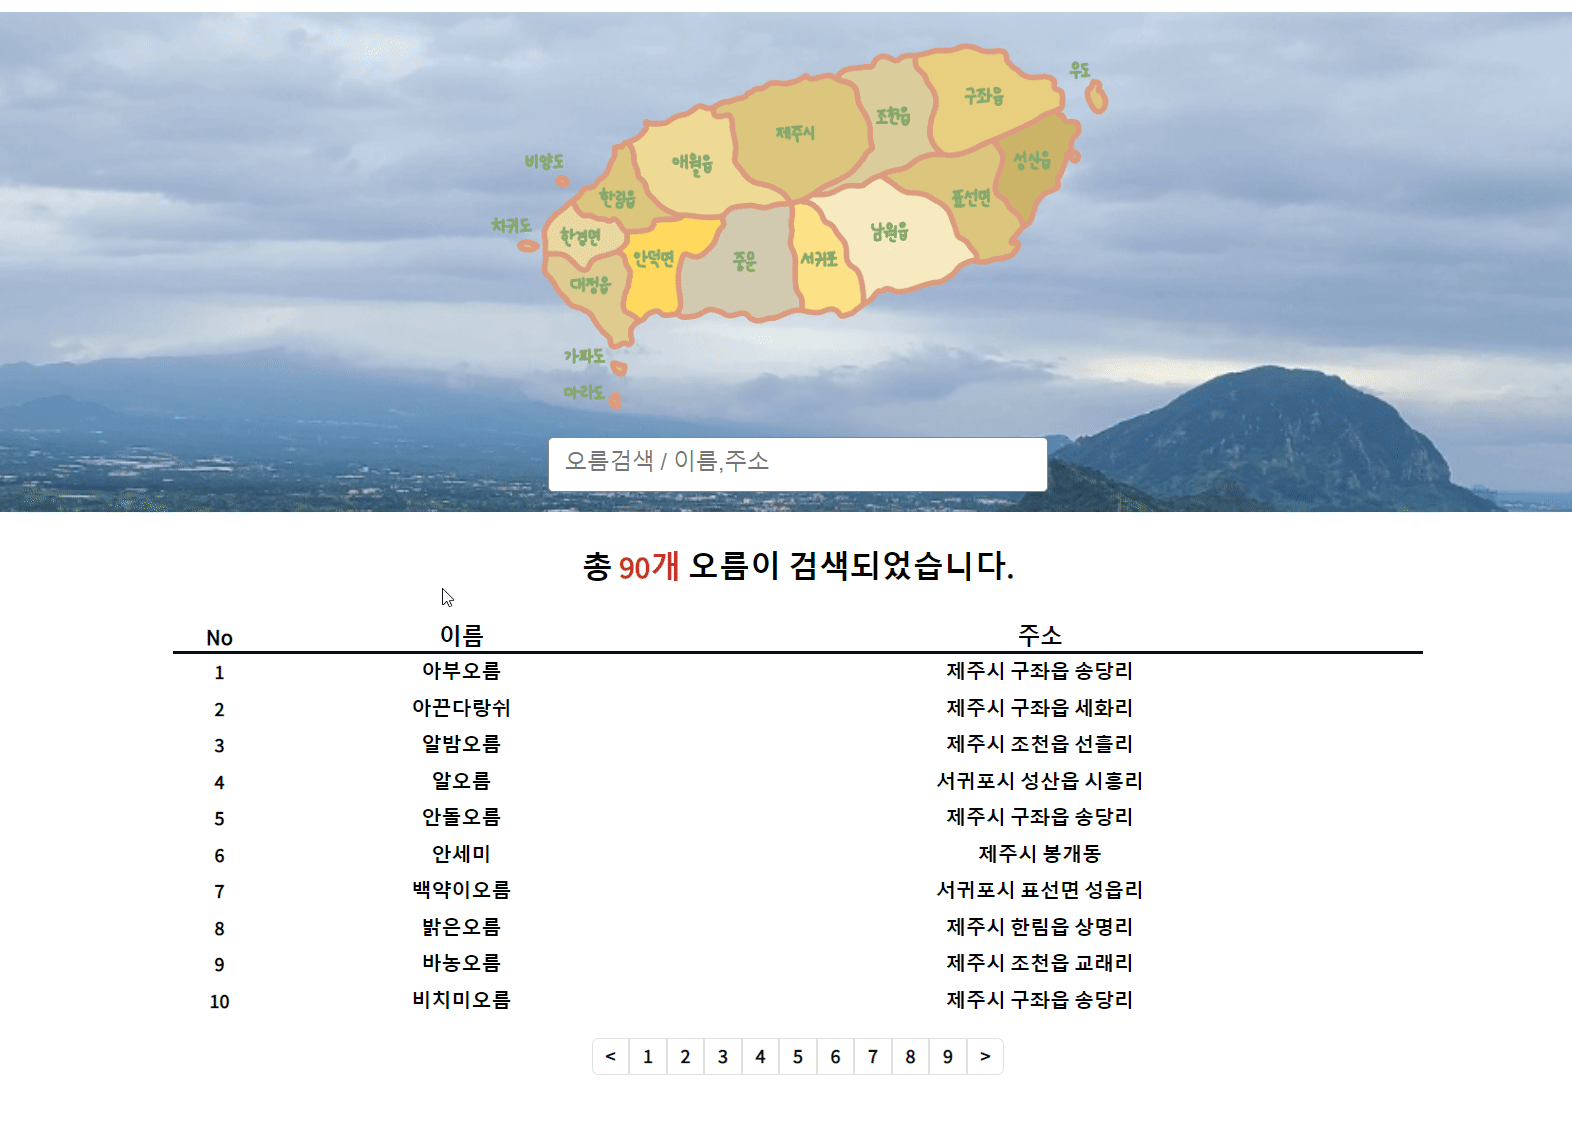 우도
구좌읍
조천읍
제주시
성산읍
비양도
애월읍
한림읍
표선면
차귀도
한경면
남원읍
안덕면
중문
서귀포
대정읍
가파도
마라도
오름검색 / 이름,주소
총 90개 오름이 검색되었습니다.
No 이름 주소
1 아부오름 제주시 구좌읍 송당리
2 아끈다랑쉬 제주시 구좌읍 세화리
3 알밤오름 제주시 조천읍 선흘리
4 알오름 서귀포시 성산읍 시흥리
5 안돌오름 제주시 구좌읍 송당리
6 안세미 제주시 봉개동
7 백약이오름 서귀포시 표선면 성읍리
8 밝은오름 제주시 한림읍 상명리
9 바농오름 제주시 조천읍 교래리
10 비치미오름 제주시 구좌읍 송당리
< 1 2 3 4 5 6 7 8 9 >